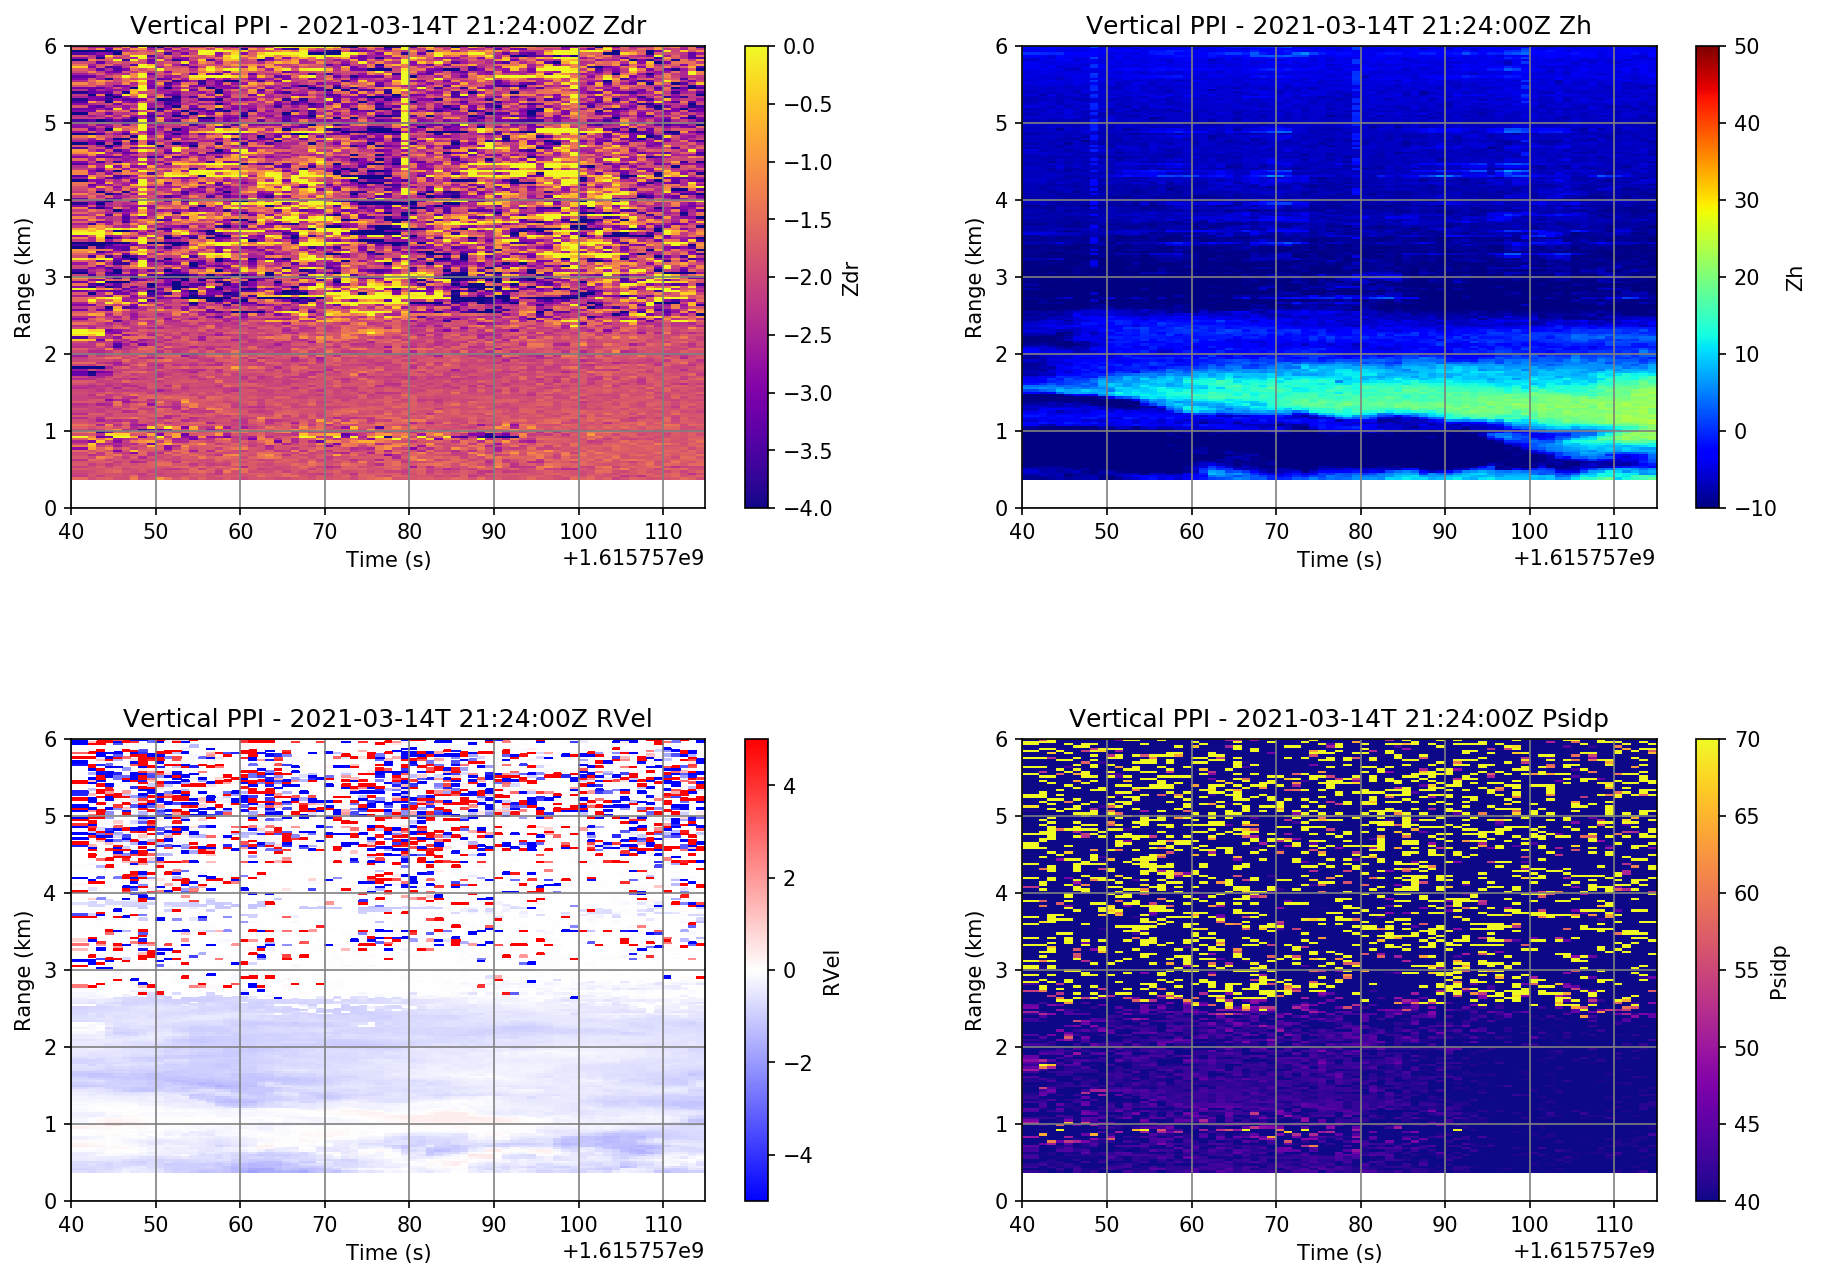 Vertical PPI - 2021-03-14T 21:24:00Z Zdr
6
5
4
3
2
1
0
Range (km)
40 50 60 70 80 90 100 110
Time (s)
+1.615757e9
0.0
−0.5
−1.0
−1.5
−2.0
−2.5
−3.0
−3.5
−4.0
Zdr
Vertical PPI - 2021-03-14T 21:24:00Z Zh
6
5
4
3
2
1
0
Range (km)
40 50 60 70 80 90 100 110
Time (s)
+1.615757e9
50
40
30
20
10
0
−10
Zh
Vertical PPI - 2021-03-14T 21:24:00Z RVel
6
5
4
3
2
1
0
Range (km)
40 50 60 70 80 90 100 110
Time (s)
+1.615757e9
4
2
0
−2
−4
RVel
Vertical PPI - 2021-03-14T 21:24:00Z Psidp
6
5
4
3
2
1
0
Range (km)
40 50 60 70 80 90 100 110
Time (s)
+1.615757e9
70
65
60
55
50
45
40
Psidp